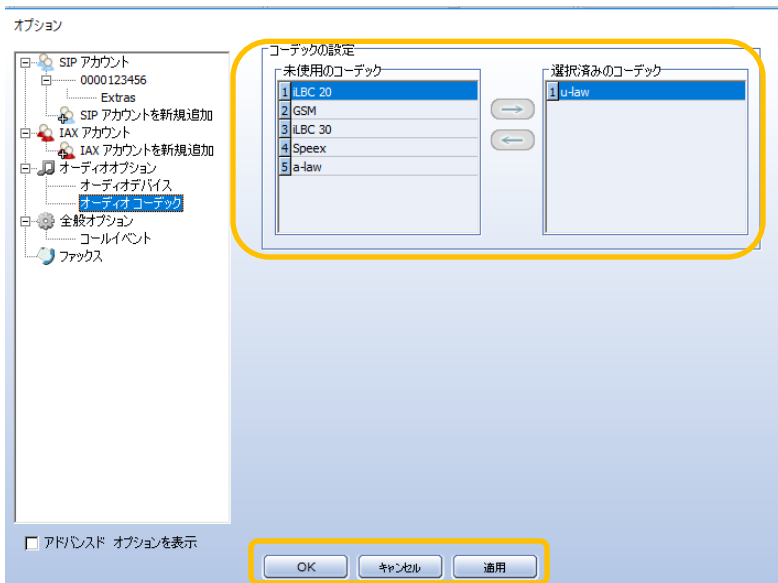 オプション
SIP アカウント
0000123456
Extras
SIP アカウントを新規追加
IAX アカウント
IAX アカウントを新規追加
オーディオオプション
オーディオデバイス
オーディオ コーデック
全般オプション
コールイベント
ファックス
アドバンスド オプションを表示
コーデックの設定
未使用のコーデック
1 iLBC 20
2 GSM
3 iLBC 30
4 Speex
5 a-law
選択済みのコーデック
1 u-law
OK
キャンセル
適用